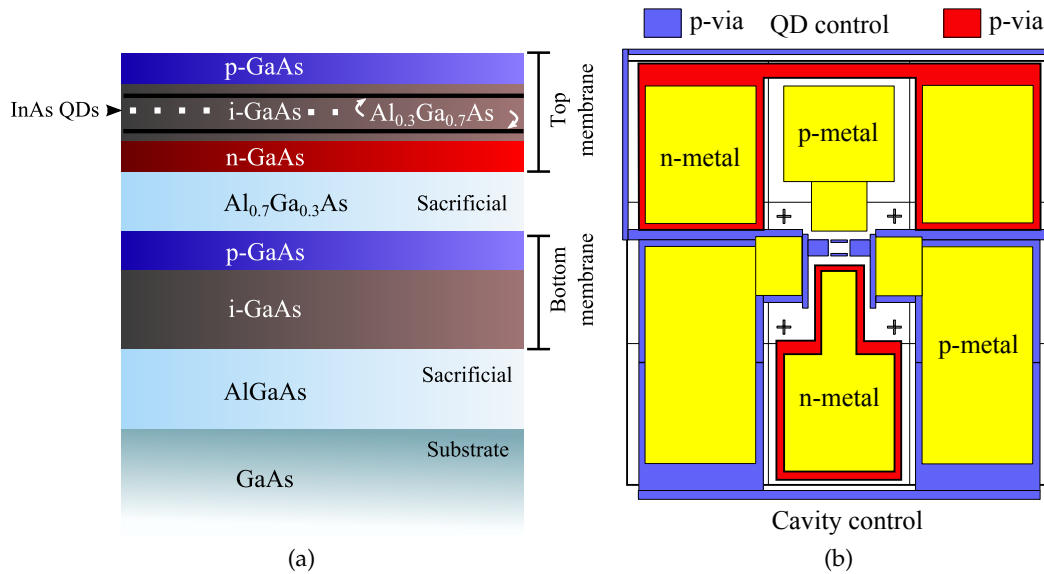 p-GaAs
InAs QDs
i-GaAs
Al0.3Ga0.7As
n-GaAs
Top
membrane
Al0.7Ga0.3As
Sacrificial
p-GaAs
i-GaAs
Bottom
membrane
AlGaAs
Sacrificial
Substrate
GaAs
(a)
p-via
QD control
p-via
n-metal
p-metal
p-metal
n-metal
Cavity control
(b)